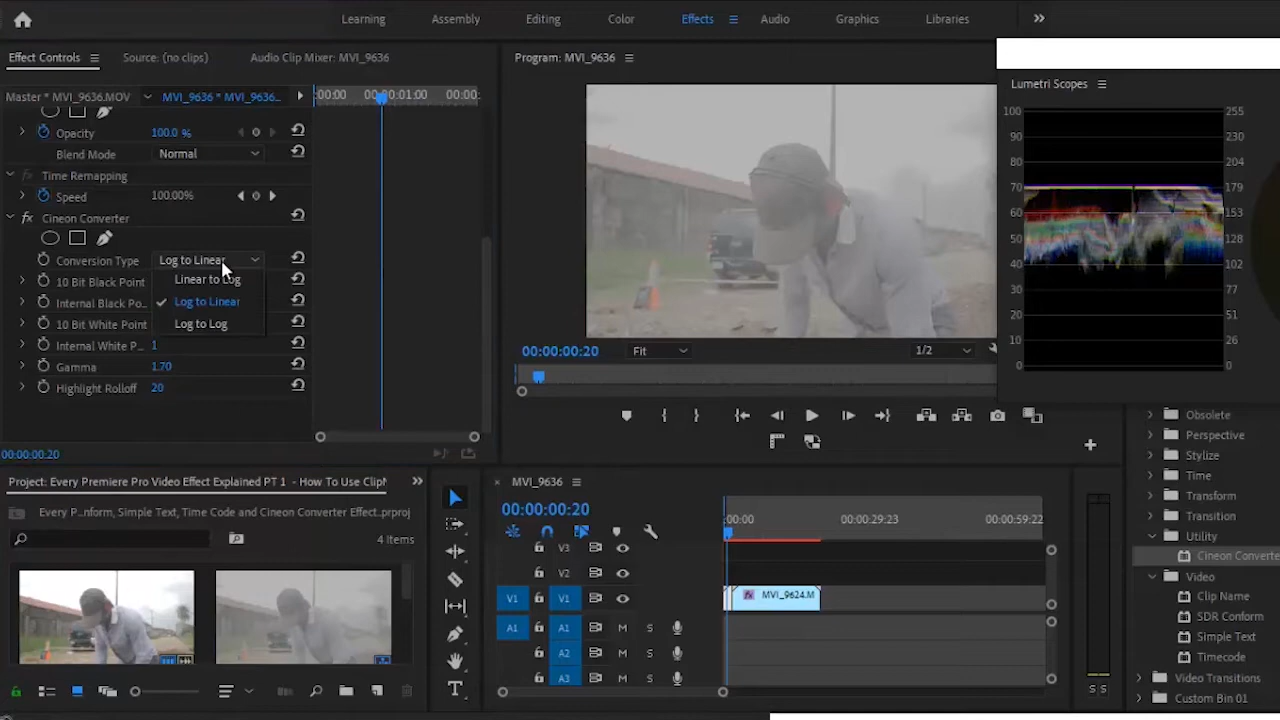 Learning Assembly Editing Color Effects Audio Graphics Libraries
Effect Controls Source: (no clips) Audio Clip Mixer: MVI_9636
Program: MVI_9636
Lumetri Scopes
Master * MVI_9636.MOV MVI_9636 * MVI_9636...
:00:00 00:00:01:00 00:00:
Opacity 100.0 %
Blend Mode Normal
Time Remapping
Speed 100.00%
fx Cineon Converter
Conversion Type Log to Linear
Linear to Log
Log to Linear
Log to Log
10 Bit Black Point
Internal Black Po...
10 Bit White Point
Internal White P... 1
Gamma 1.70
Highlight Rolloff 20
00:00:00:20
100 255
90 230
80 204
70 179
60 153
50 128
40 102
30 77
20 51
10 26
0 0
00:00:00:20 Fit 1/2
Project: Every Premiere Pro Video Effect Explained PT 1 - How To Use ClipN
Every P...nform, Simple Text, Time Code and Cineon Converter Effect..prproj
4 Items
MVI_9636
00:00:00:20
:00:00 00:00:29:23 00:00:59:22
V3
V2
V1 V1 fx MVI_9624.M
A1 A1 M S
A2 M S
A3 M S
S S
Obsolete
Perspective
Stylize
Time
Transform
Transition
Utility
Cineon Converte
Video
Clip Name
SDR Conform
Simple Text
Timecode
Video Transitions
Custom Bin 01